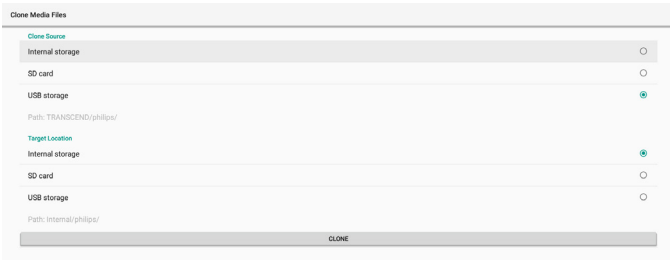 Clone Media Files
Clone Source
Internal storage
SD card
USB storage
Path: TRANSCEND/philips/
Target Location
Internal storage
SD card
USB storage
Path: Internal/philips/
CLONE